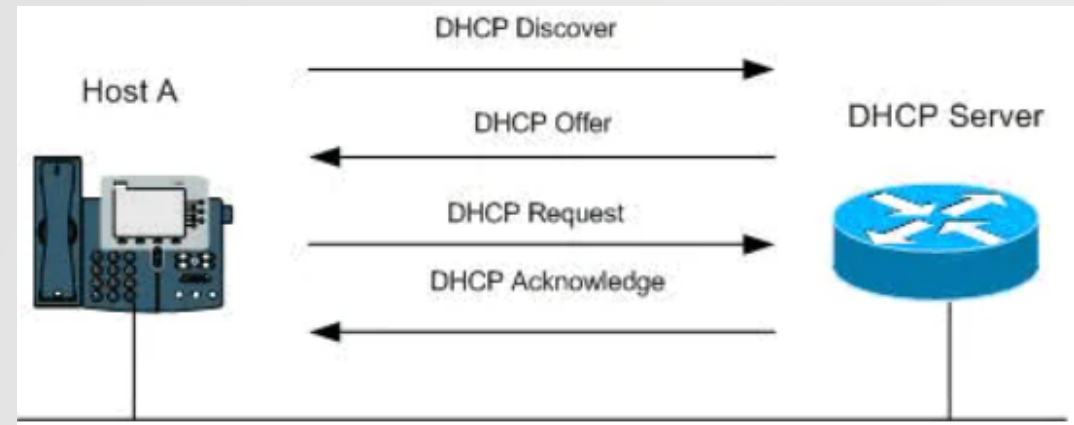 DHCP Discover
Host A
DHCP Offer
DHCP Server
DHCP Request
DHCP Acknowledge